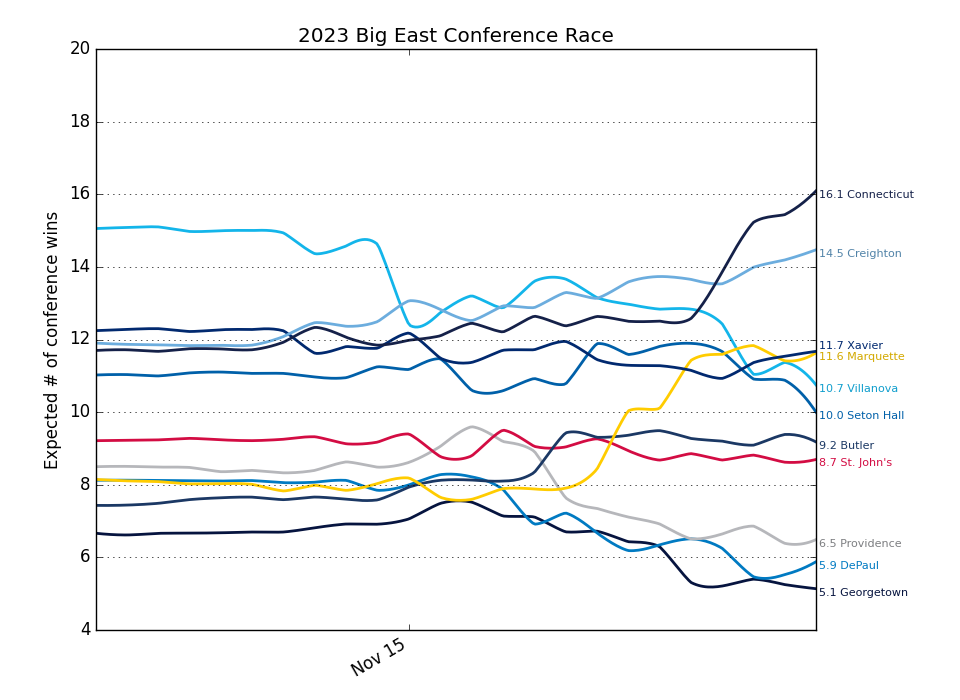 2023 Big East Conference Race
Expected # of conference wins
20
18
16
14
12
10
8
6
4
Nov 15
16.1 Connecticut
14.5 Creighton
11.7 Xavier
11.6 Marquette
10.7 Villanova
10.0 Seton Hall
9.2 Butler
8.7 St. John's
6.5 Providence
5.9 DePaul
5.1 Georgetown